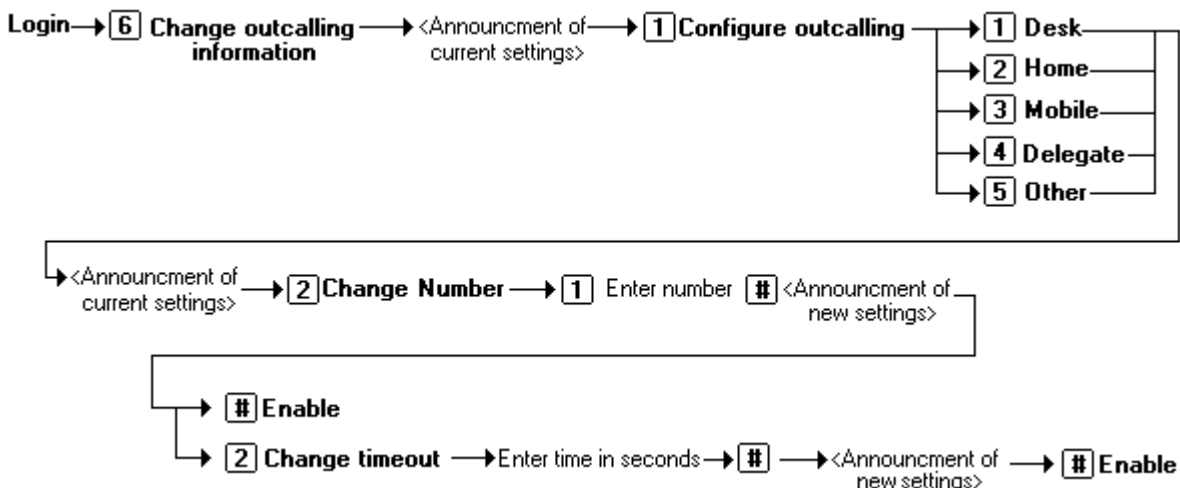 Login 6 Change outcalling information <Announcment of current settings> 1 Configure outcalling 1 Desk
2 Home
3 Mobile
4 Delegate
5 Other
<Announcment of current settings> 2 Change Number 1 Enter number # <Announcment of new settings>
# Enable
2 Change timeout Enter time in seconds # <Announcment of new settings> # Enable